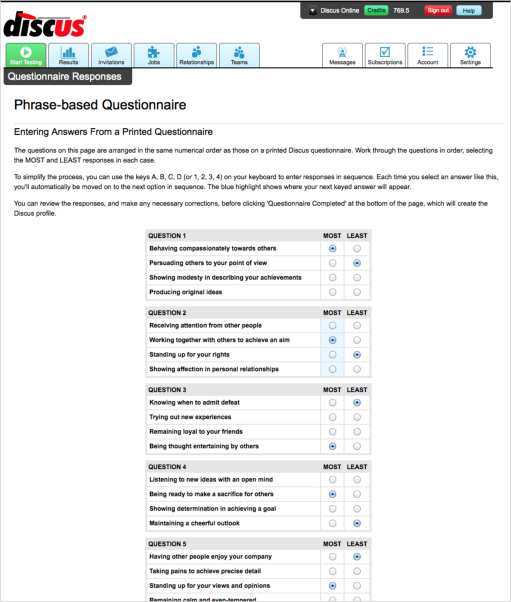 discus
Discus Online Credits 769.5 Sign out Help
Start Testing Results Invitations Jobs Relationships Teams Messages Subscriptions Account Settings
Questionnaire Responses
Phrase-based Questionnaire
Entering Answers From a Printed Questionnaire
The questions on this page are arranged in the same numerical order as those on a printed Discus questionnaire. Work through the questions in order, selecting
the MOST and LEAST responses in each case.
To simplify the process, you can use the keys A, B, C, D (or 1, 2, 3, 4) on your keyboard to enter responses in sequence. Each time you select an answer like this,
you'll automatically be moved on to the next option in sequence. The blue highlight shows where your next keyed answer will appear.
You can review the responses, and make any necessary corrections, before clicking 'Questionnaire Completed' at the bottom of the page, which will create the
Discus profile.
QUESTION 1 MOST LEAST
Behaving compassionately towards others
Persuading others to your point of view
Showing modesty in describing your achievements
Producing original ideas
QUESTION 2 MOST LEAST
Receiving attention from other people
Working together with others to achieve an aim
Standing up for your rights
Showing affection in personal relationships
QUESTION 3 MOST LEAST
Knowing when to admit defeat
Trying out new experiences
Remaining loyal to your friends
Being thought entertaining by others
QUESTION 4 MOST LEAST
Listening to new ideas with an open mind
Being ready to make a sacrifice for others
Showing determination in achieving a goal
Maintaining a cheerful outlook
QUESTION 5 MOST LEAST
Having other people enjoy your company
Taking pains to achieve precise detail
Standing up for your views and opinions
Remaining calm and even-tempered